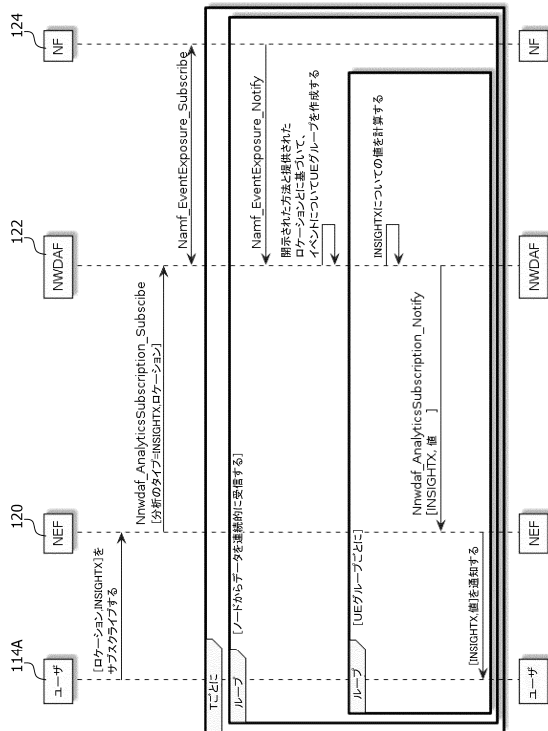 114A
120
122
124
ユーザ
NEF
NWDAF
NF
[ロケーション,INSIGHTX]を
サブスクライブする
Nnwdaf_AnalyticsSubscription_Subscibe
[分析のタイプ=INSIGHTX,ロケーション]
Namf_EventExposure_Subscribe
Tごとに
ループ
[ノードからデータを連続的に受信する]
Namf_EventExposure_Notify
開示された方法と提供された
ロケーションとに基づいて、
イベントについてUEグループを作成する
ループ
[UEグループごとに]
INSIGHTXについての値を計算する
Nnwdaf_AnalyticsSubscription_Notify
[INSIGHTX, 値 ]
[INSIGHTX,値]を通知する
ユーザ
NEF
NWDAF
NF